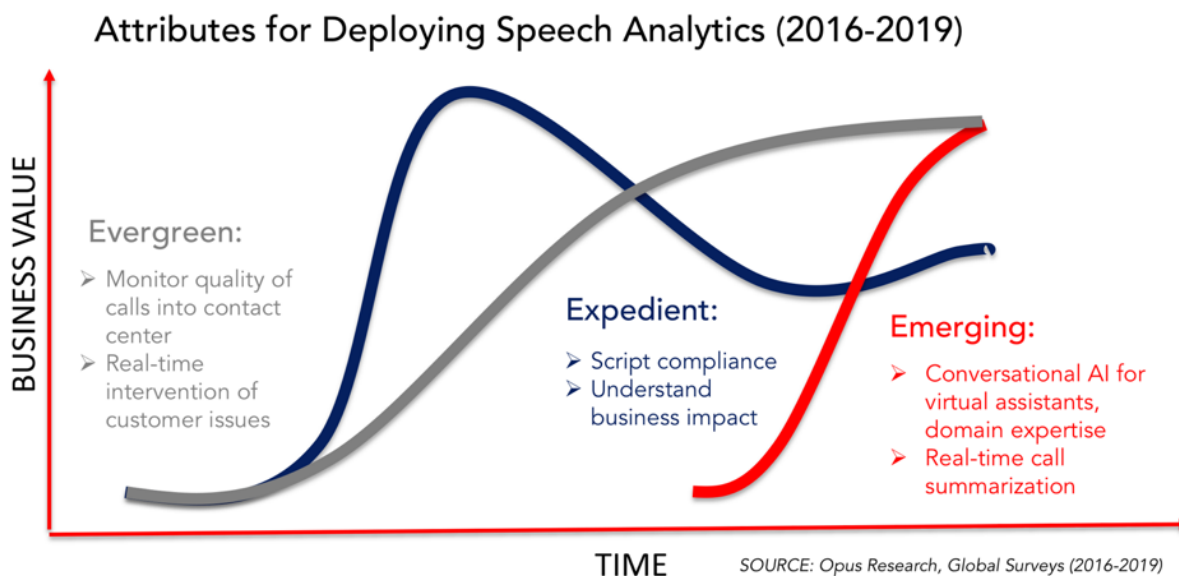 Attributes for Deploying Speech Analytics (2016-2019)
BUSINESS VALUE
Evergreen:
➢ Monitor quality of
calls into contact
center
➢ Real-time
intervention of
customer issues
Expedient:
➢ Script compliance
➢ Understand
business impact
Emerging:
➢ Conversational AI for
virtual assistants,
domain expertise
➢ Real-time call
summarization
TIME
SOURCE: Opus Research, Global Surveys (2016-2019)